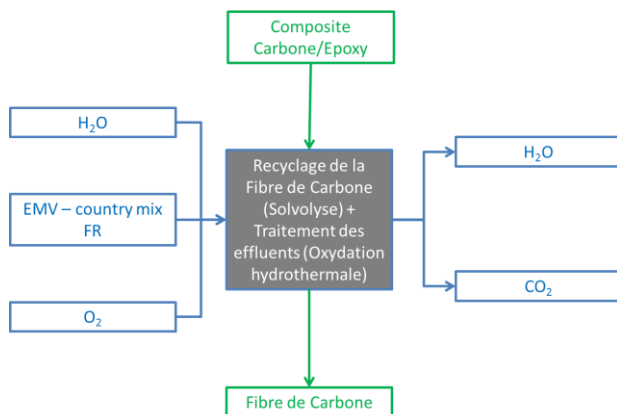 Composite
Carbone/Epoxy
H₂O
EMV – country mix
FR
O₂
Recyclage de la
Fibre de Carbone
(Solvolyse) +
Traitement des
effluents (Oxydation
hydrothermale)
H₂O
CO₂
Fibre de Carbone